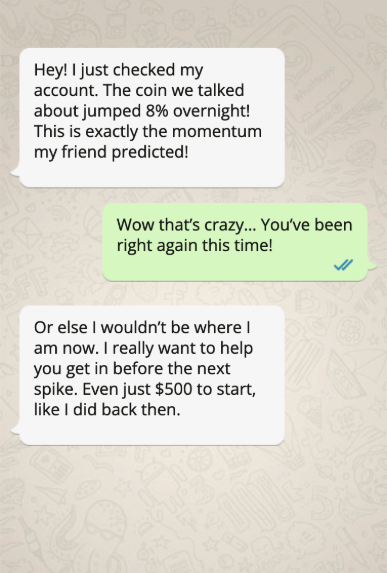 Hey! I just checked my
account. The coin we talked
about jumped 8% overnight!
This is exactly the momentum
my friend predicted!
Wow that’s crazy... You’ve been
right again this time!
Or else I wouldn’t be where I
am now. I really want to help
you get in before the next
spike. Even just $500 to start,
like I did back then.